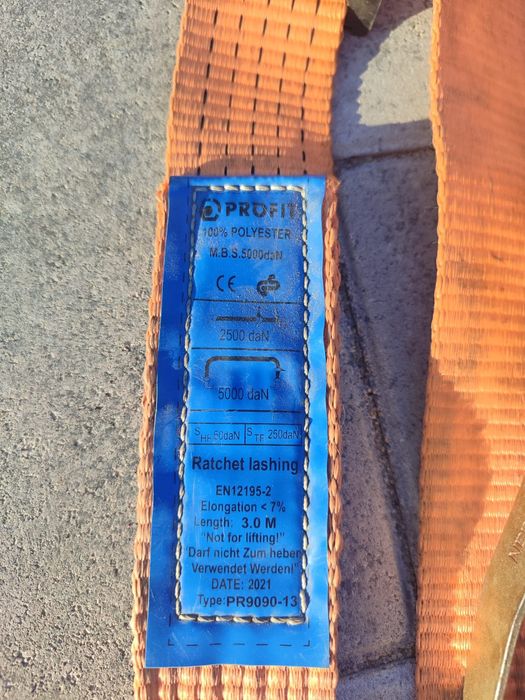 PROFIT
100% POLYESTER
M.B.S.5000daN
CE GS
2500 daN
5000 daN
SHF 50daN STF 250daN
Ratchet lashing
EN12195-2
Elongation < 7%
Length: 3.0 M
"Not for lifting!"
"Darf nicht Zum heben
Verwendet Werden!"
DATE: 2021
Type:PR9090-13